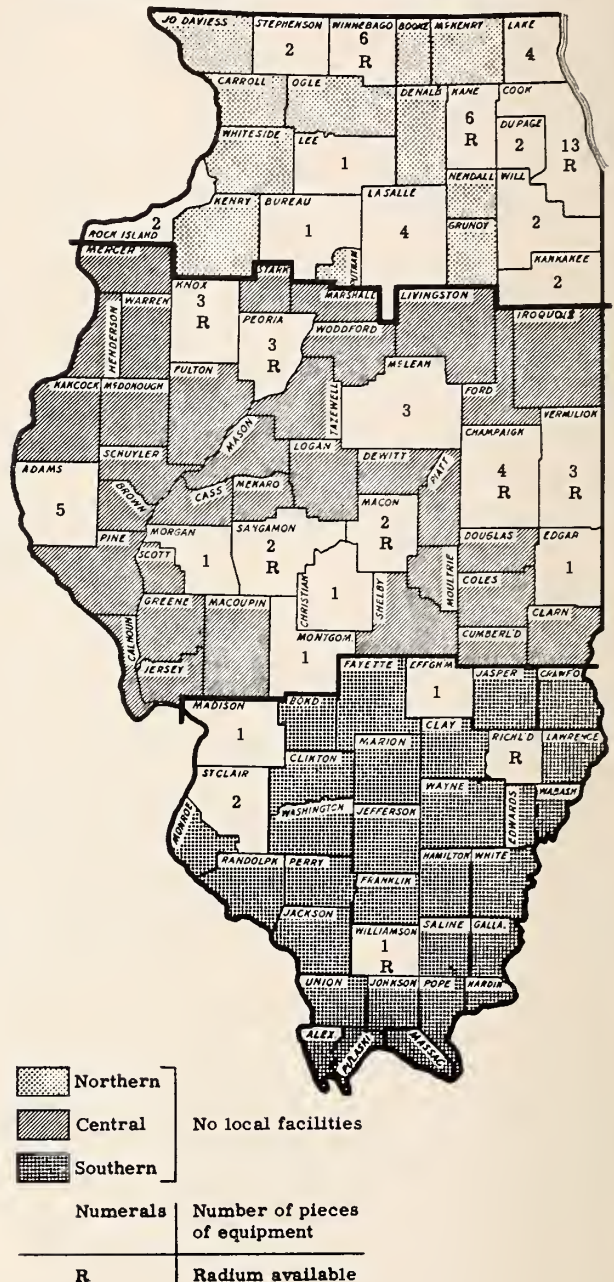 JO DAVIESS
STEPHENSON
2
WINNEBAGO
6
R
BOONE
McHENRY
LAKE
4
CARROLL
OGLE
DEKALB
KANE
6
R
COOK
13
R
DUPAGE
2
WHITESIDE
LEE
1
KENDALL
WILL
2
LASALLE
4
HENRY
BUREAU
1
GRUNDY
ROCK ISLAND
2
PUTNAM
KANKAKEE
2
MERCER
STARK
KNOX
3
R
MARSHALL
LIVINGSTON
IROQUOIS
HENDERSON
WARREN
PEORIA
3
R
WOODFORD
McLEAN
3
FULTON
TAZEWELL
FORD
HANCOCK
McDONOUGH
VERMILION
3
R
MASON
CHAMPAIGN
4
R
LOGAN
DEWITT
PIATT
ADAMS
5
SCHUYLER
BROWN
CASS
MENARD
MACON
2
R
PIKE
MORGAN
1
SANGAMON
2
R
DOUGLAS
EDGAR
1
SCOTT
CHRISTIAN
1
SHELBY
MOULTRIE
COLES
GREENE
MACOUPIN
CLARK
CALHOUN
MONTGOM
1
CUMBERL'D
JERSEY
FAYETTE
EFFGHM
1
JASPER
CRAWFO
MADISON
1
BOND
CLAY
RICHL'D
R
LAWRENCE
MARION
CLINTON
ST CLAIR
2
WAYNE
EDWARDS
WABASH
MONROE
WASHINGTON
JEFFERSON
RANDOLPH
PERRY
HAMILTON
WHITE
FRANKLIN
JACKSON
WILLIAMSON
1
R
SALINE
GALLA.
UNION
JOHNSON
POPE
HARDIN
ALEX
PULASKI
MASSAC
Northern
Central
Southern
No local facilities
Numerals
Number of pieces
of equipment
R
Radium available